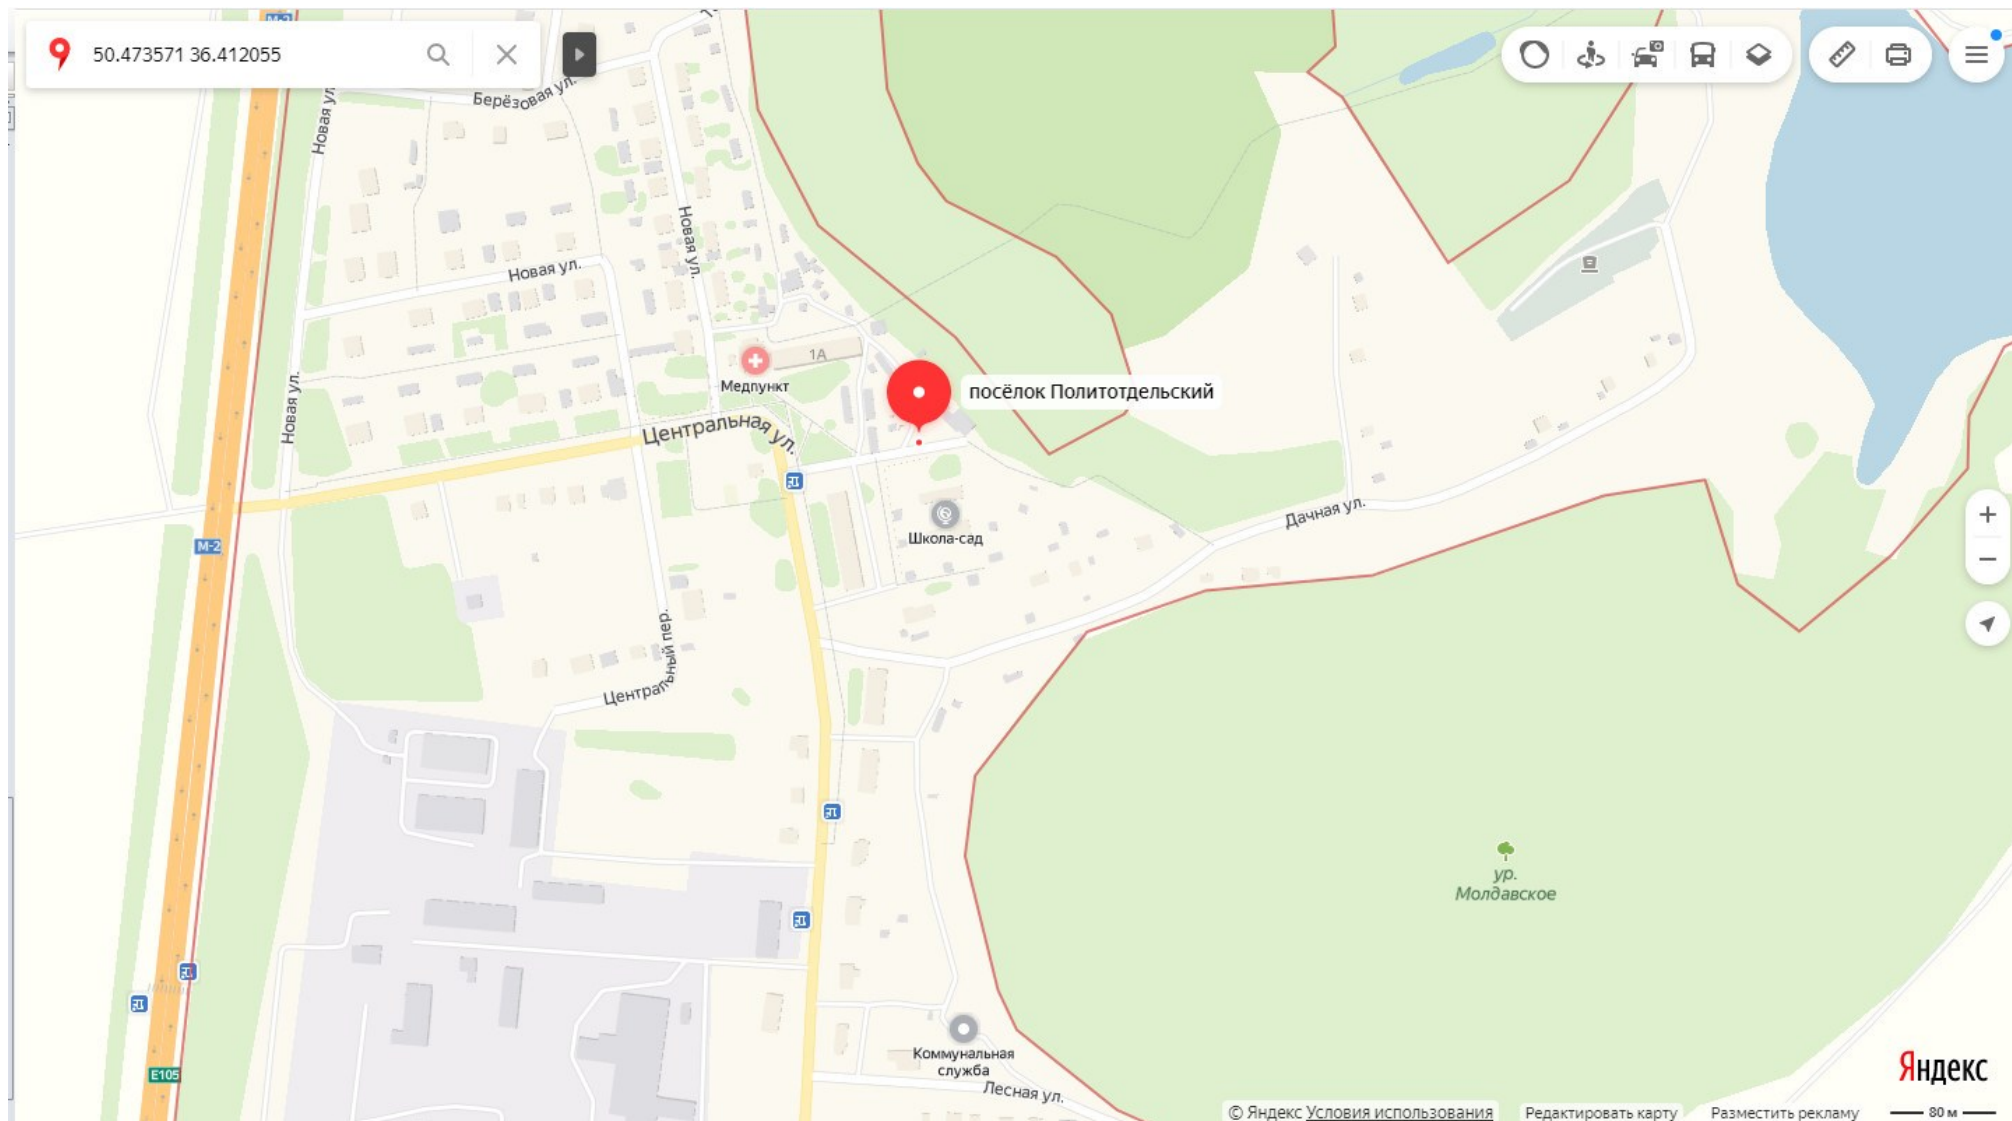 М-2
50.473571 36.412055
Берёзовая ул.
Новая ул.
Новая ул.
Новая ул.
1А
Медпункт
посёлок Политотдельский
Новая ул.
Центральная ул.
Дачная ул.
Школа-сад
М-2
Центральный пер.
ур.
Молдавское
Коммунальная
служба
E105
Лесная ул.
Яндекс
© Яндекс Условия использования
Редактировать карту
Разместить рекламу
80 м